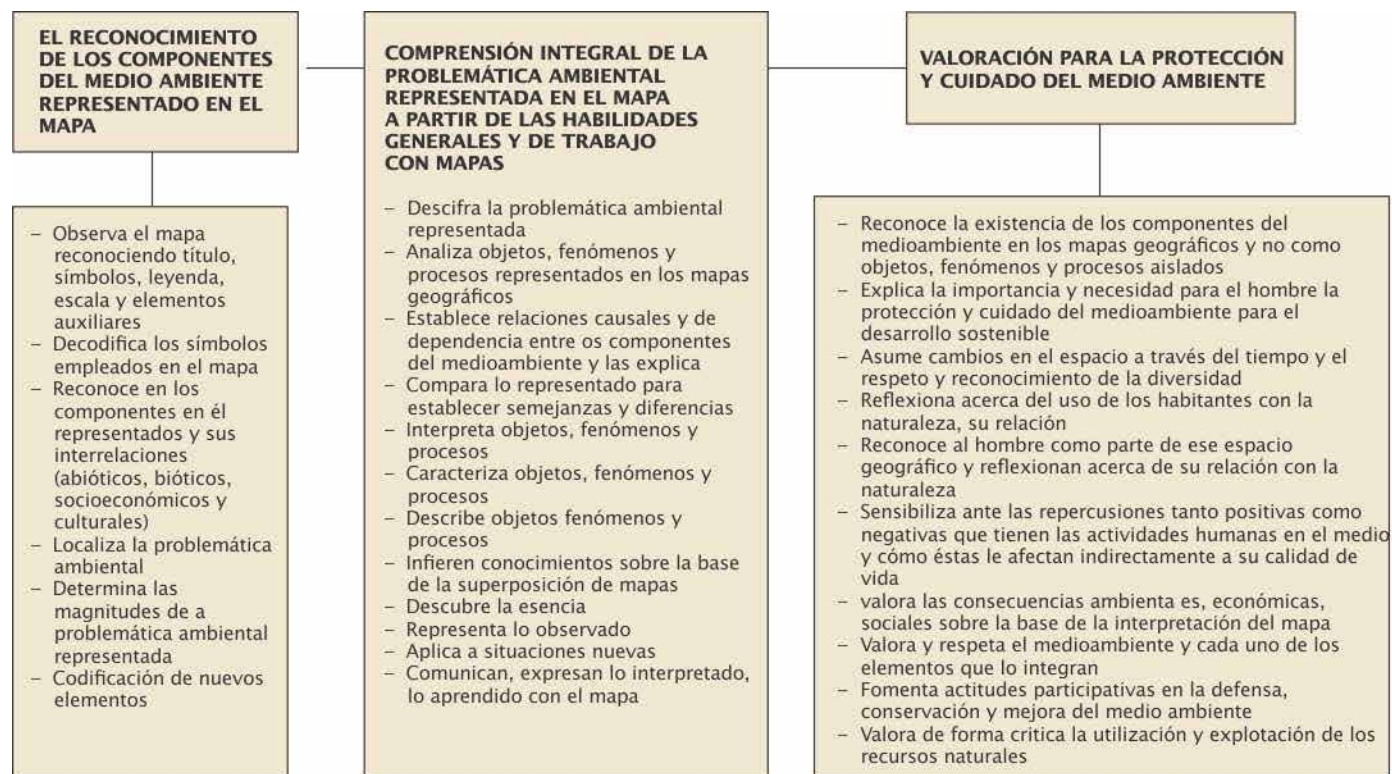 EL RECONOCIMIENTO
DE LOS COMPONENTES
DEL MEDIO AMBIENTE
REPRESENTADO EN EL
MAPA
– Observa el mapa
reconociendo título,
símbolos, leyenda,
escala y elementos
auxiliares
– Decodifica los símbolos
empleados en el mapa
– Reconoce en los
componentes en él
representados y sus
interrelaciones
(abióticos, bióticos,
socioeconómicos y
culturales)
– Localiza la problemática
ambiental
– Determina las
magnitudes de a
problemática ambiental
representada
– Codificación de nuevos
elementos
COMPRENSIÓN INTEGRAL DE LA
PROBLEMÁTICA AMBIENTAL
REPRESENTADA EN EL MAPA
A PARTIR DE LAS HABILIDADES
GENERALES Y DE TRABAJO
CON MAPAS
– Descifra la problemática ambiental
representada
– Analiza objetos, fenómenos y
procesos representados en los mapas
geográficos
– Establece relaciones causales y de
dependencia entre os componentes
del medioambiente y las explica
– Compara lo representado para
establecer semejanzas y diferencias
– Interpreta objetos, fenómenos y
procesos
– Caracteriza objetos, fenómenos y
procesos
– Describe objetos fenómenos y
procesos
– Infieren conocimientos sobre la base
de la superposición de mapas
– Descubre la esencia
– Representa lo observado
– Aplica a situaciones nuevas
– Comunican, expresan lo interpretado,
lo aprendido con el mapa
VALORACIÓN PARA LA PROTECCIÓN
Y CUIDADO DEL MEDIO AMBIENTE
– Reconoce la existencia de los componentes del
medioambiente en los mapas geográficos y no como
objetos, fenómenos y procesos aislados
– Explica la importancia y necesidad para el hombre la
protección y cuidado del medioambiente para el
desarrollo sostenible
– Asume cambios en el espacio a través del tiempo y el
respeto y reconocimiento de la diversidad
– Reflexiona acerca del uso de los habitantes con la
naturaleza, su relación
– Reconoce al hombre como parte de ese espacio
geográfico y reflexionan acerca de su relación con la
naturaleza
– Sensibiliza ante las repercusiones tanto positivas como
negativas que tienen las actividades humanas en el medio
y cómo éstas le afectan indirectamente a su calidad de
vida
– valora las consecuencias ambienta es, económicas,
sociales sobre la base de la interpretación del mapa
– Valora y respeta el medioambiente y cada uno de los
elementos que lo integran
– Fomenta actitudes participativas en la defensa,
conservación y mejora del medio ambiente
– Valora de forma critica la utilización y explotación de los
recursos naturales